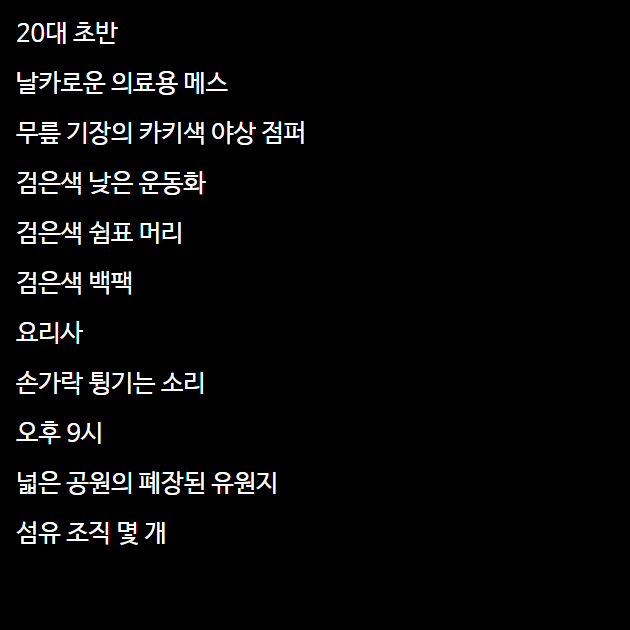 20대 초반
날카로운 의료용 메스
무릎 기장의 카키색 야상 점퍼
검은색 낮은 운동화
검은색 쉼표 머리
검은색 백팩
요리사
손가락 튕기는 소리
오후 9시
넓은 공원의 폐장된 유원지
섬유 조직 몇 개